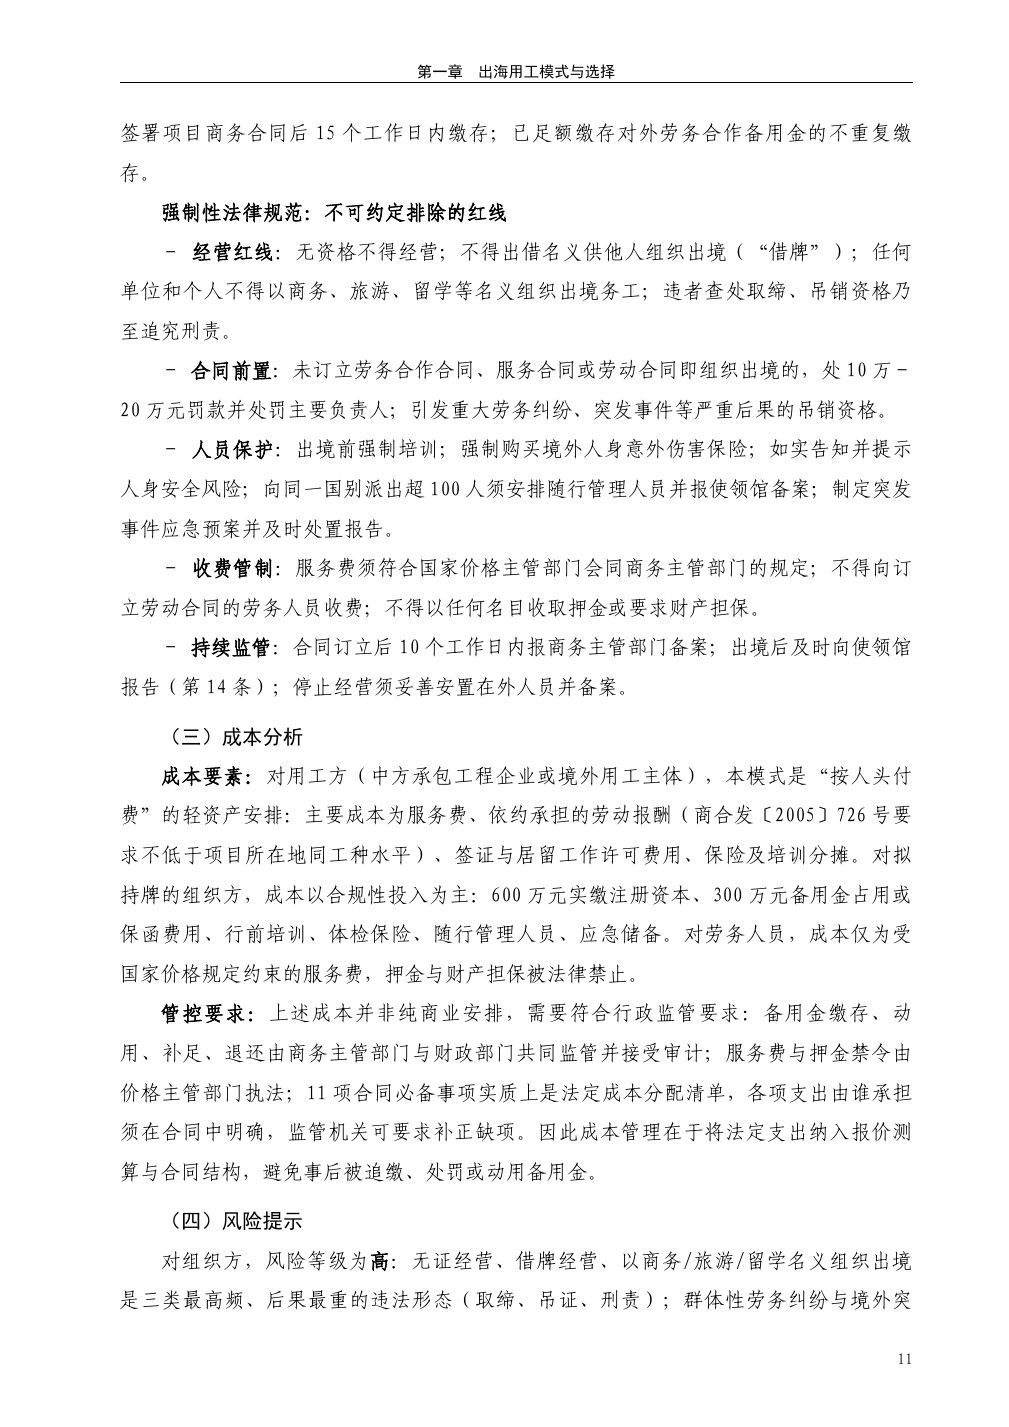 第一章　出海用工模式与选择
签署项目商务合同后 15 个工作日内缴存；已足额缴存对外劳务合作备用金的不重复缴
存。
强制性法律规范：不可约定排除的红线
– 经营红线：无资格不得经营；不得出借名义供他人组织出境（“借牌”）；任何
单位和个人不得以商务、旅游、留学等名义组织出境务工；违者查处取缔、吊销资格乃
至追究刑责。
– 合同前置：未订立劳务合作合同、服务合同或劳动合同即组织出境的，处 10 万–
20 万元罚款并处罚主要负责人；引发重大劳务纠纷、突发事件等严重后果的吊销资格。
– 人员保护：出境前强制培训；强制购买境外人身意外伤害保险；如实告知并提示
人身安全风险；向同一国别派出超 100 人须安排随行管理人员并报使领馆备案；制定突发
事件应急预案并及时处置报告。
– 收费管制：服务费须符合国家价格主管部门会同商务主管部门的规定；不得向订
立劳动合同的劳务人员收费；不得以任何名目收取押金或要求财产担保。
– 持续监管：合同订立后 10 个工作日内报商务主管部门备案；出境后及时向使领馆
报告（第 14 条）；停止经营须妥善安置在外人员并备案。
（三）成本分析
成本要素：对用工方（中方承包工程企业或境外用工主体），本模式是“按人头付
费”的轻资产安排：主要成本为服务费、依约承担的劳动报酬（商合发〔2005〕726 号要
求不低于项目所在地同工种水平）、签证与居留工作许可费用、保险及培训分摊。对拟
持牌的组织方，成本以合规性投入为主：600 万元实缴注册资本、300 万元备用金占用或
保函费用、行前培训、体检保险、随行管理人员、应急储备。对劳务人员，成本仅为受
国家价格规定约束的服务费，押金与财产担保被法律禁止。
管控要求：上述成本并非纯商业安排，需要符合行政监管要求：备用金缴存、动
用、补足、退还由商务主管部门与财政部门共同监管并接受审计；服务费与押金禁令由
价格主管部门执法；11 项合同必备事项实质上是法定成本分配清单，各项支出由谁承担
须在合同中明确，监管机关可要求补正缺项。因此成本管理在于将法定支出纳入报价测
算与合同结构，避免事后被追缴、处罚或动用备用金。
（四）风险提示
对组织方，风险等级为高：无证经营、借牌经营、以商务/旅游/留学名义组织出境
是三类最高频、后果最重的违法形态（取缔、吊证、刑责）；群体性劳务纠纷与境外突
11